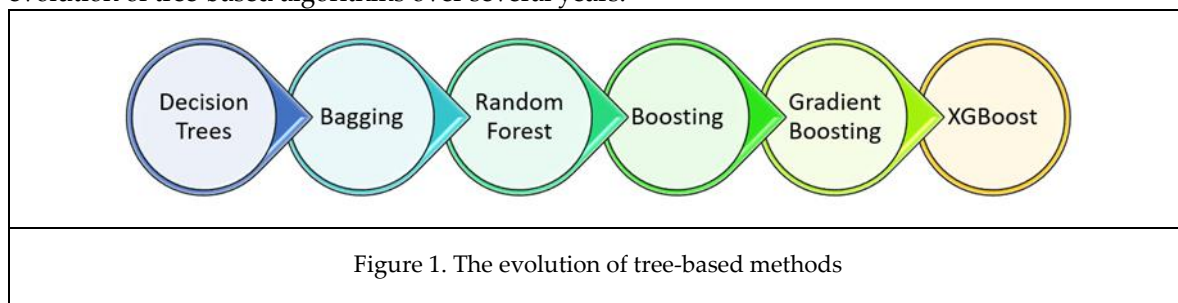 evolution of tree-based algorithms over several years.
Decision
Trees
Bagging
Random
Forest
Boosting
Gradient
Boosting
XGBoost
Figure 1. The evolution of tree-based methods